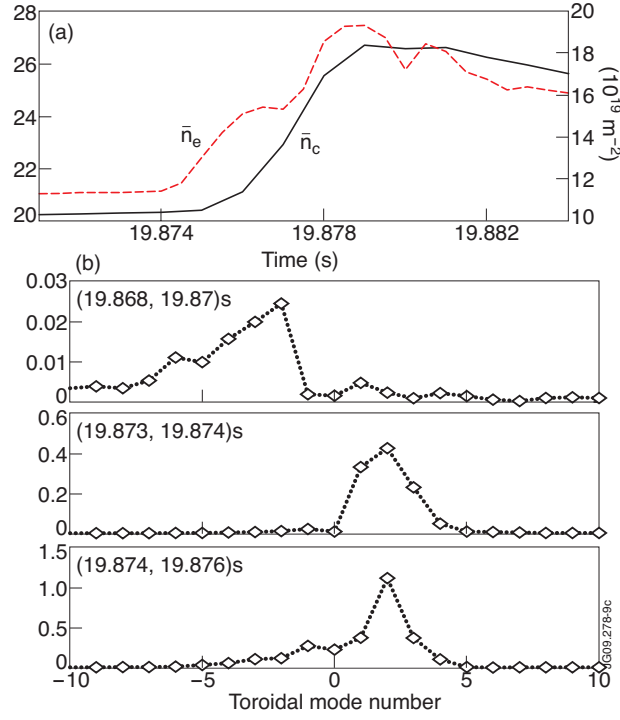 (a)
28
26
24
22
20
n̄e
n̄c
20
18
16
14
12
10
(10¹⁹ m⁻²)
19.874 19.878 19.882
Time (s)
(b)
(19.868, 19.87)s
0.03
0.02
0.01
0
(19.873, 19.874)s
0.6
0.4
0.2
0
(19.874, 19.876)s
1.5
1.0
0.5
0
−10 −5 0 5 10
Toroidal mode number
JG09.278-9c